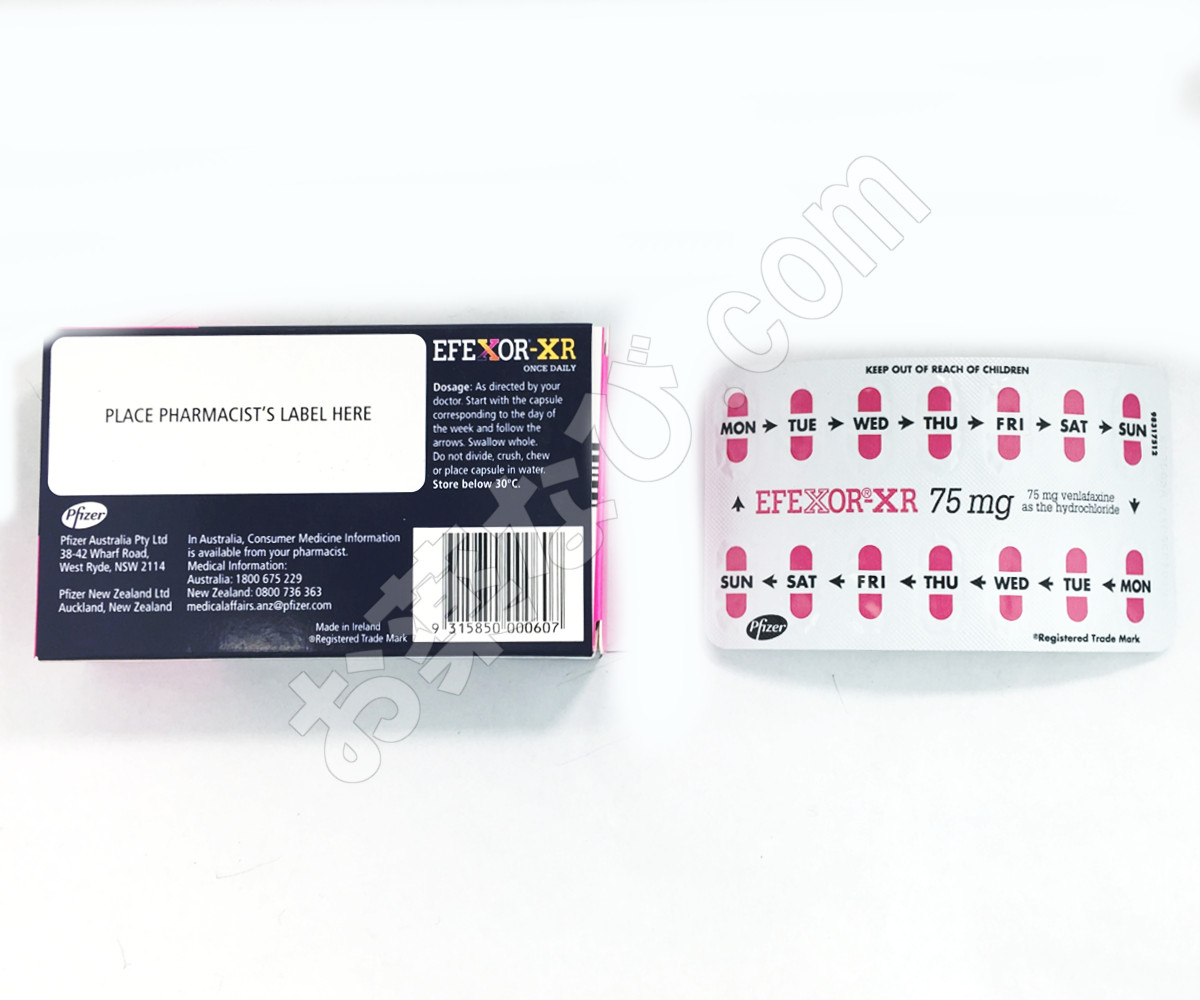 PLACE PHARMACIST'S LABEL HERE
EFEXOR®-XR
ONCE DAILY
Dosage: As directed by your
doctor. Start with the capsule
corresponding to the day of
the week and follow the
arrows. Swallow whole.
Do not divide, crush, chew
or place capsule in water.
Store below 30°C.
Pfizer
Pfizer Australia Pty Ltd
38-42 Wharf Road,
West Ryde, NSW 2114
Pfizer New Zealand Ltd
Auckland, New Zealand
In Australia, Consumer Medicine Information
is available from your pharmacist.
Medical Information:
Australia: 1800 675 229
New Zealand: 0800 736 363
medicalaffairs.anz@pfizer.com
Made in Ireland
®Registered Trade Mark
9 315850 000607
KEEP OUT OF REACH OF CHILDREN
MON TUE WED THU FRI SAT SUN
96317512
EFEXOR®-XR 75 mg
75 mg venlafaxine
as the hydrochloride
SUN SAT FRI THU WED TUE MON
Pfizer
®Registered Trade Mark
お薬なび.com